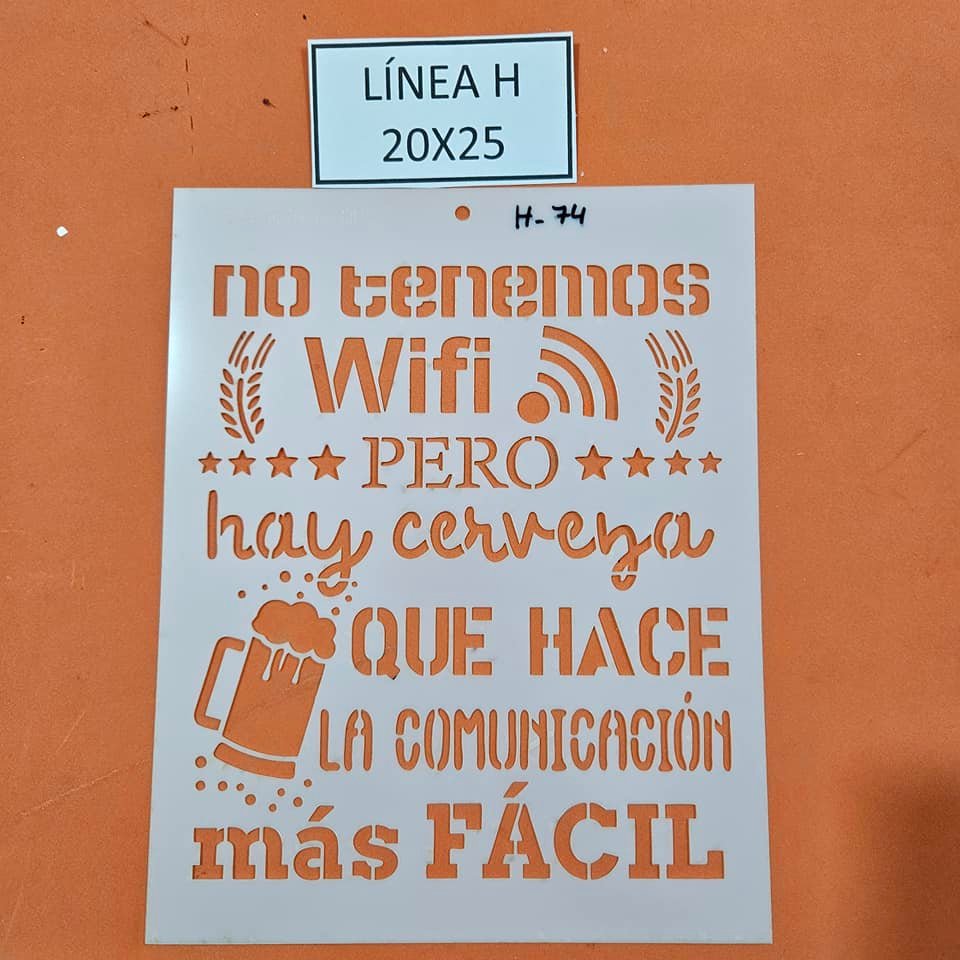 LÍNEA H
20X25
H-74
no tenemos
Wifi
PERO
hay cerveza
QUE HACE
LA COMUNICACIÓN
más FÁCIL